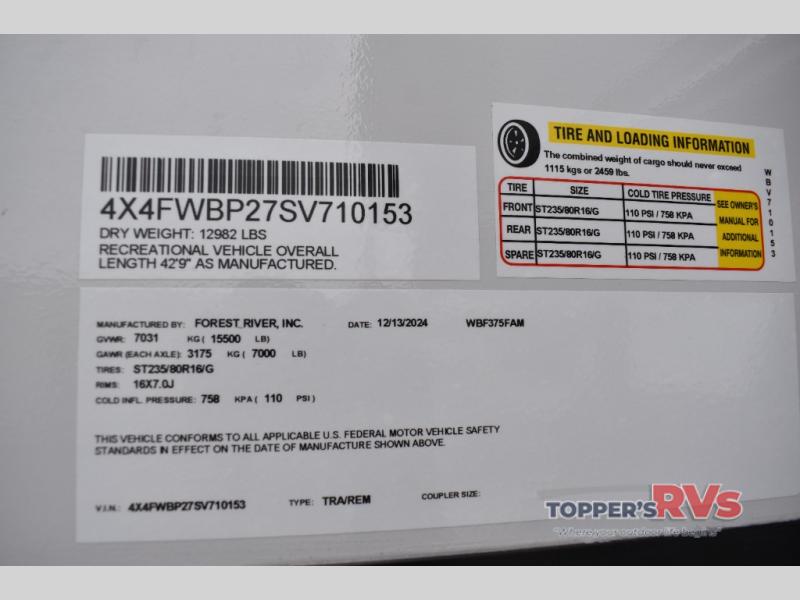 4X4FWBP27SV710153
DRY WEIGHT: 12982 LBS
RECREATIONAL VEHICLE OVERALL
LENGTH 42'9" AS MANUFACTURED.
TIRE AND LOADING INFORMATION
The combined weight of cargo should never exceed
1115 kgs or 2459 lbs.
TIRE SIZE COLD TIRE PRESSURE
FRONT ST235/80R16/G 110 PSI / 758 KPA
REAR ST235/80R16/G 110 PSI / 758 KPA
SPARE ST235/80R16/G 110 PSI / 758 KPA
SEE OWNER'S
MANUAL FOR
ADDITIONAL
INFORMATION
WBV710153
MANUFACTURED BY: FOREST RIVER, INC. DATE: 12/13/2024 WBF375FAM
GVWR: 7031 KG ( 15500 LB)
GAWR (EACH AXLE): 3175 KG ( 7000 LB)
TIRES: ST235/80R16/G
RIMS: 16X7.0J
COLD INFL. PRESSURE: 758 KPA ( 110 PSI )
THIS VEHICLE CONFORMS TO ALL APPLICABLE U.S. FEDERAL MOTOR VEHICLE SAFETY
STANDARDS IN EFFECT ON THE DATE OF MANUFACTURE SHOWN ABOVE.
V.I.N.: 4X4FWBP27SV710153 TYPE: TRA/REM COUPLER SIZE:
TOPPER'S RVs
"Where your outdoor life begins"